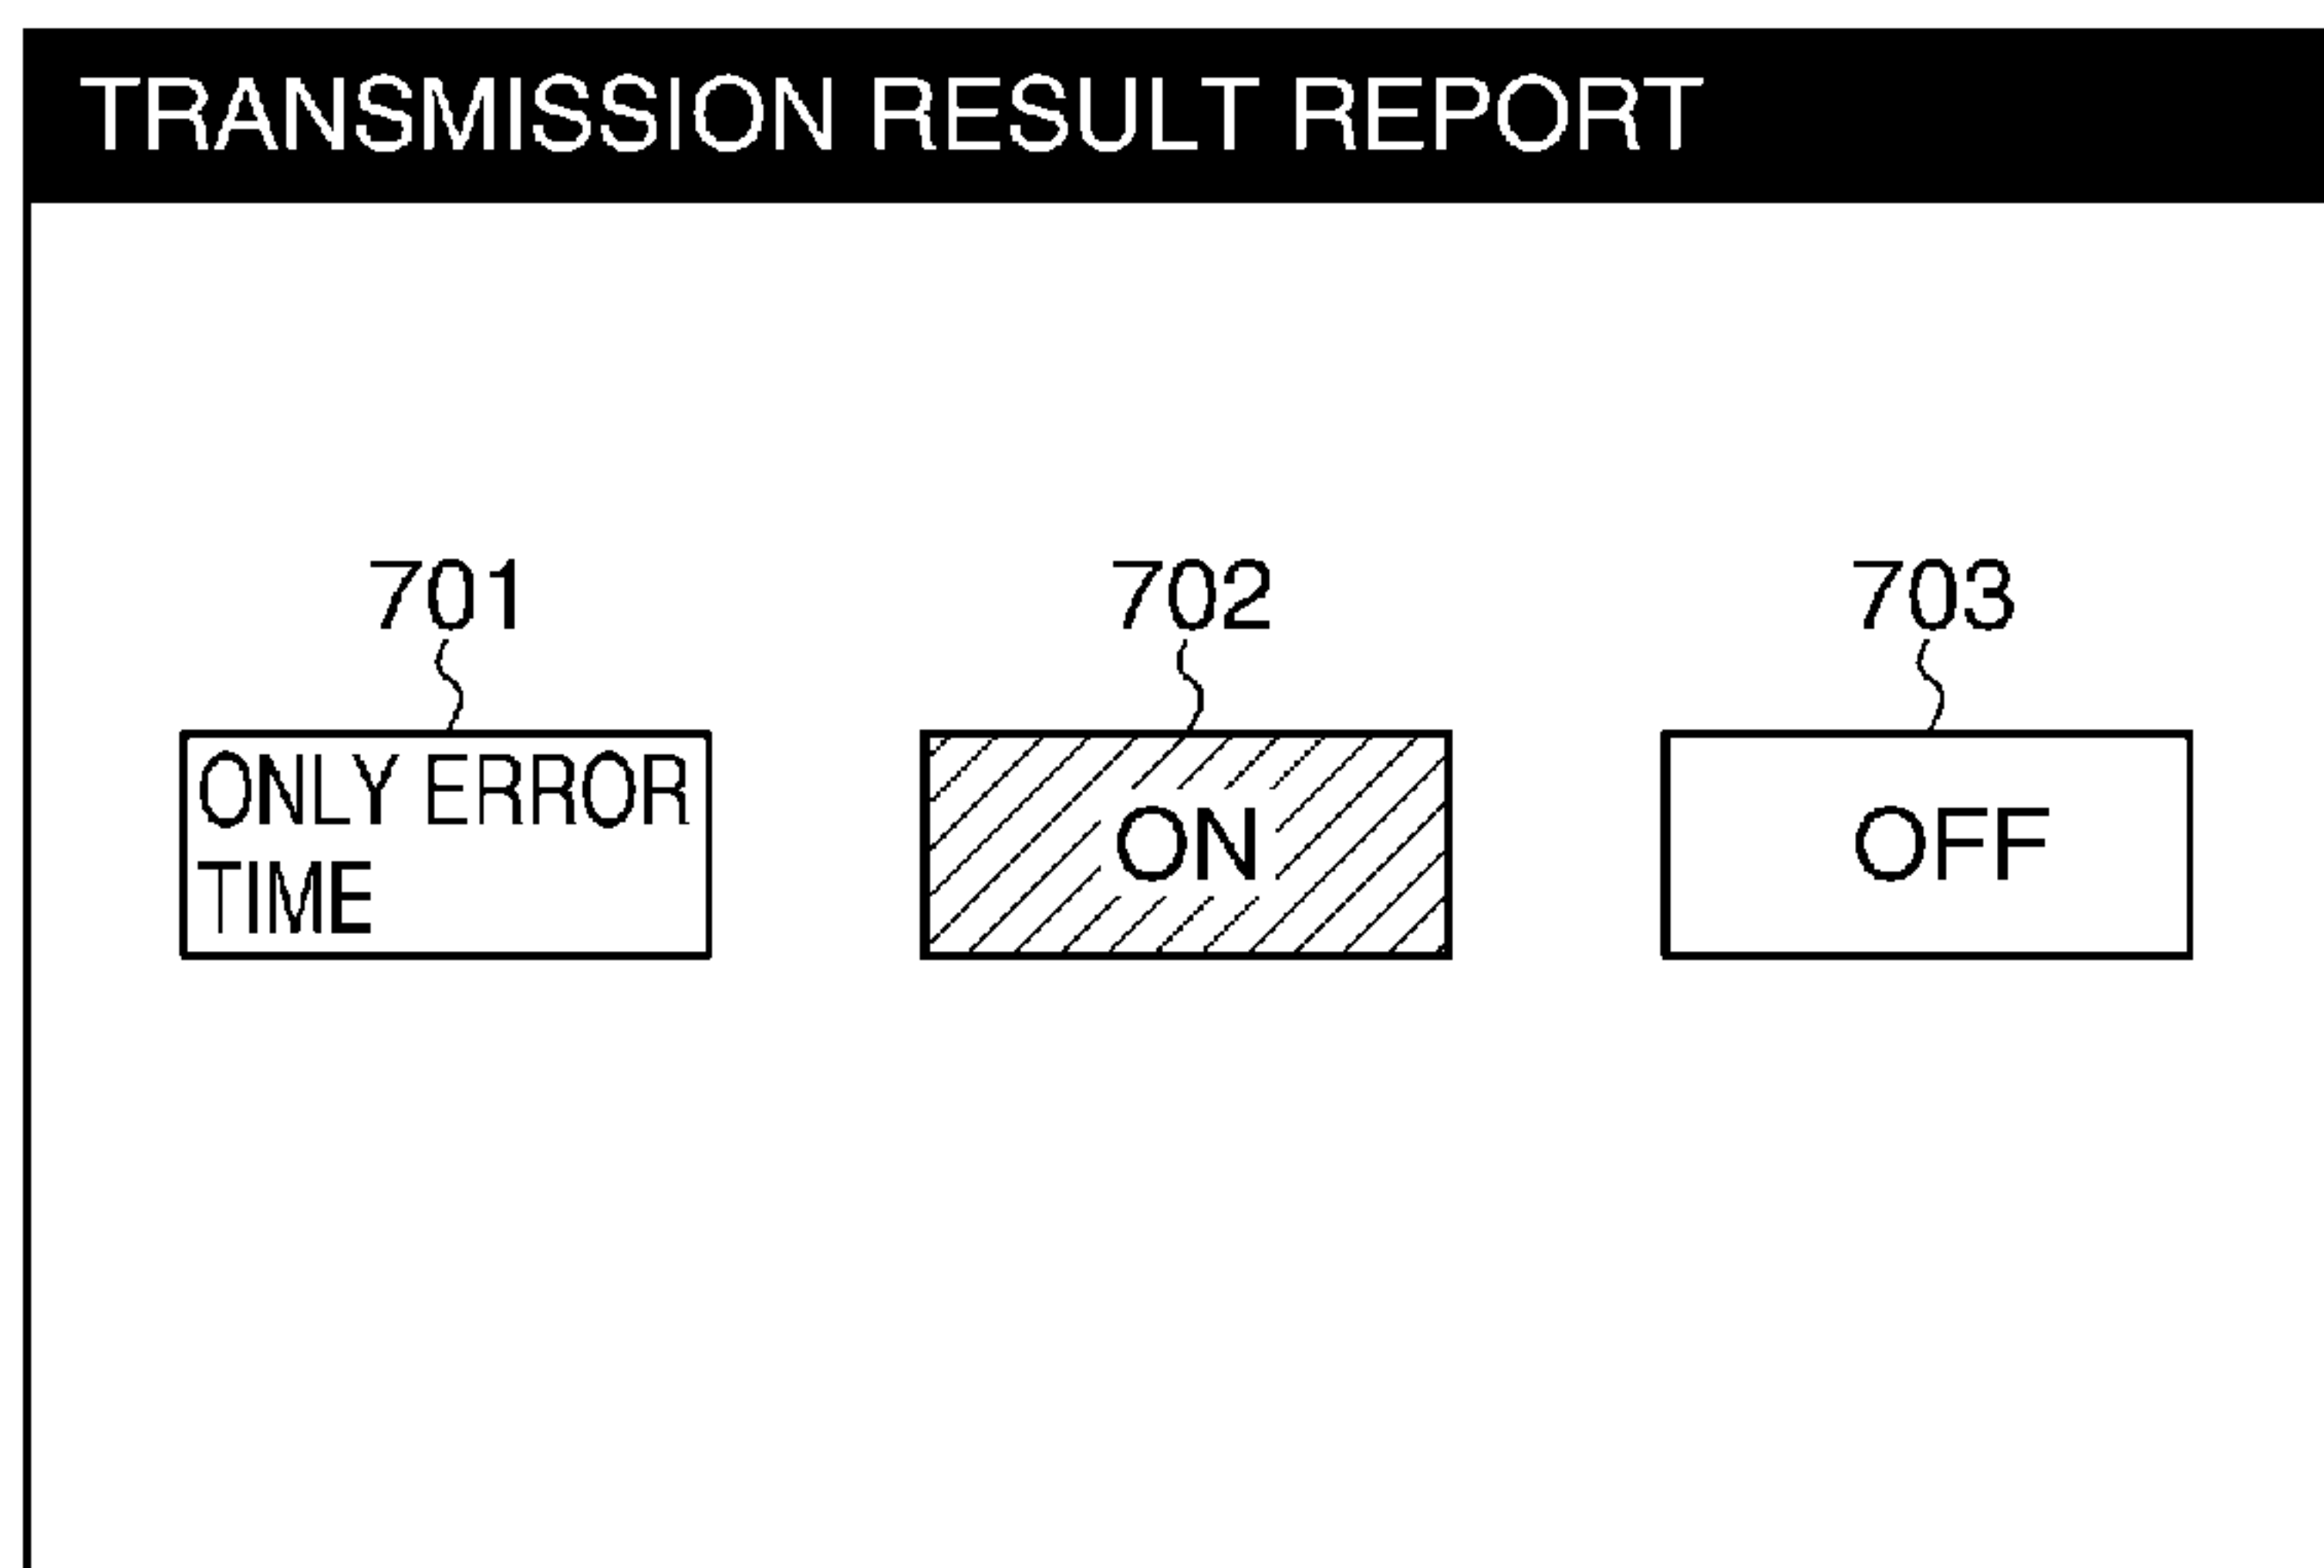 TRANSMISSION RESULT REPORT
701 702 703
ONLY ERROR
TIME
ON
OFF